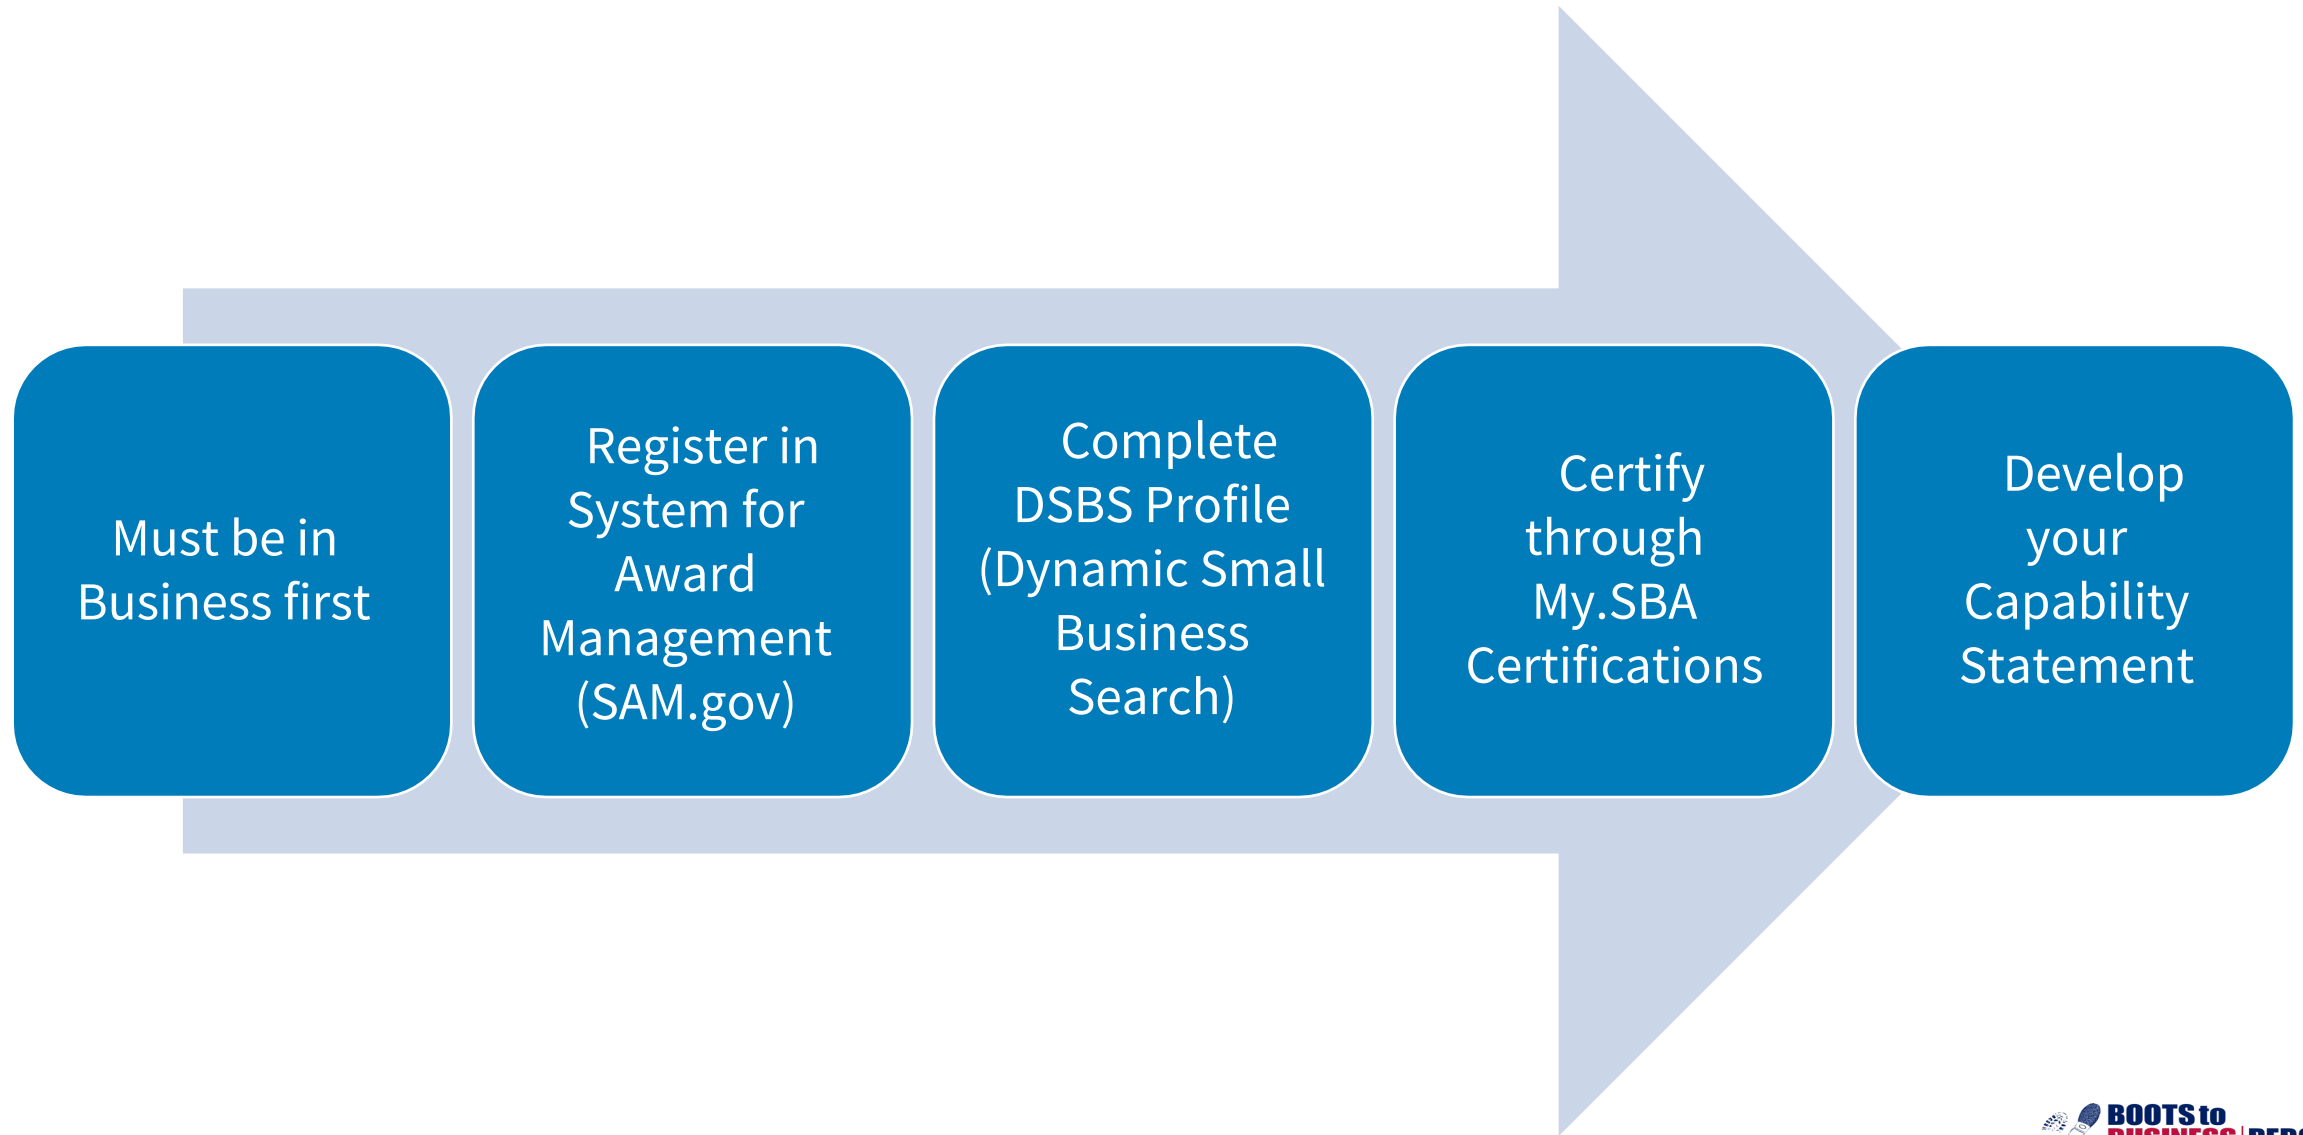 Must be in
Business first
Register in
System for
Award
Management
(SAM.gov)
Complete
DSBS Profile
(Dynamic Small
Business
Search)
Certify
through
My.SBA
Certifications
Develop
your
Capability
Statement
BOOTS to
BUSINESS